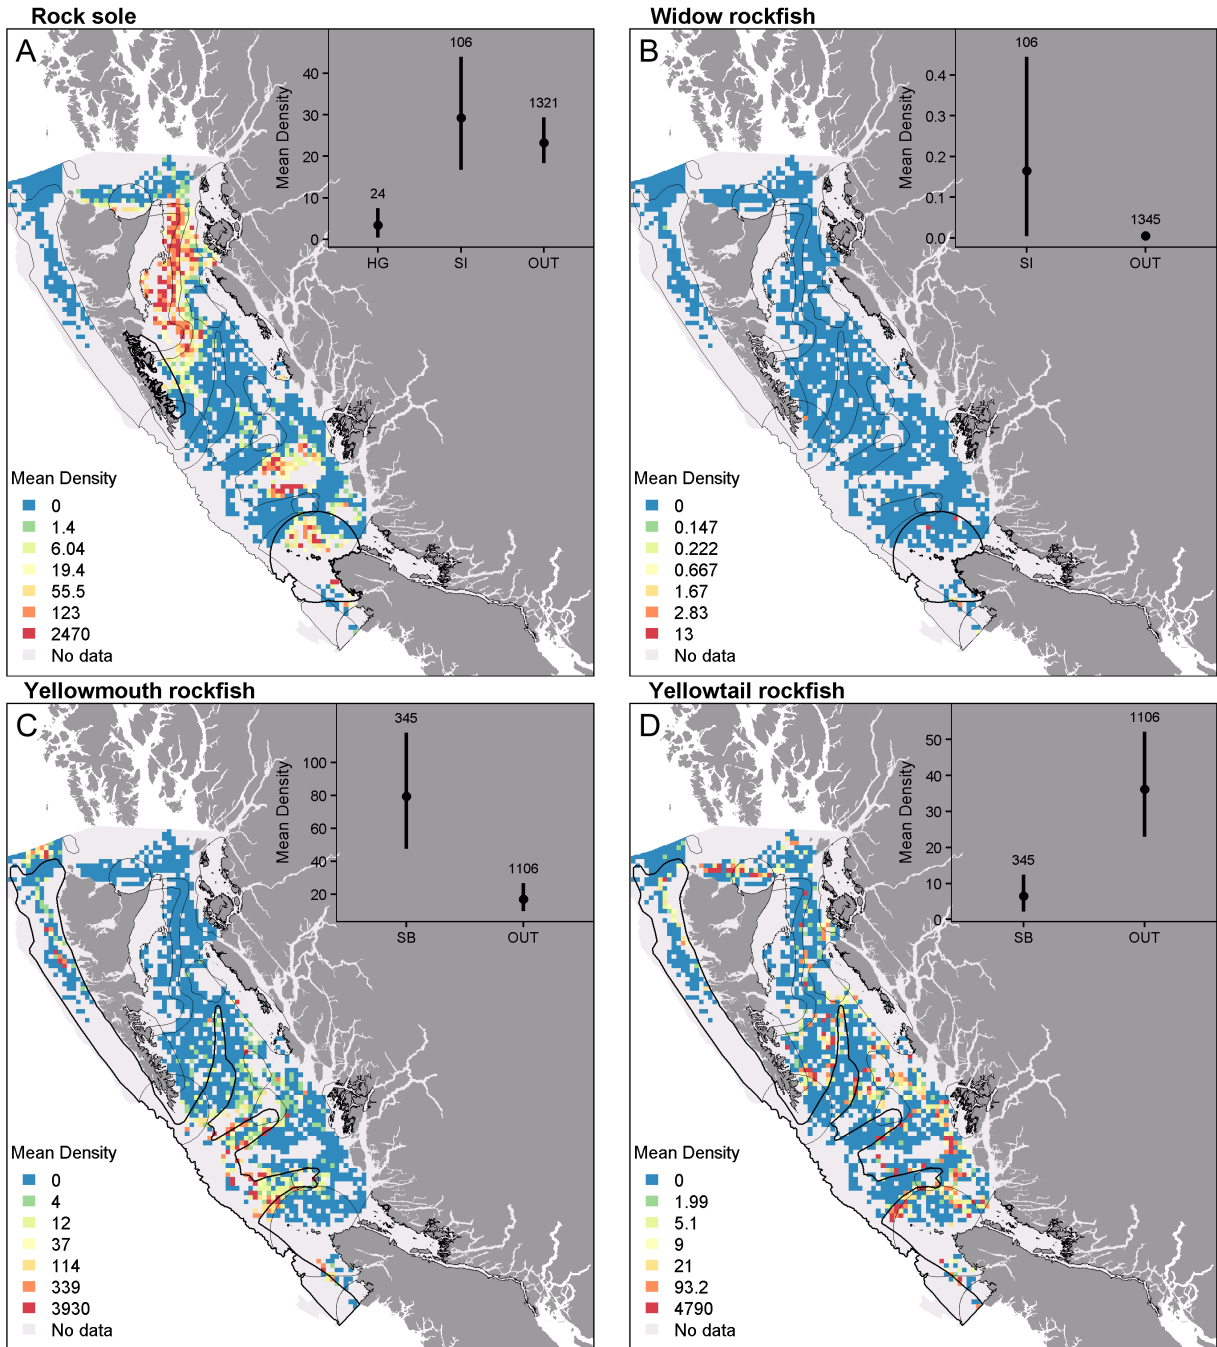 Rock sole
A
Mean Density
40
30
20
10
0
24
106
1321
HG
SI
OUT
Mean Density
0
1.4
6.04
19.4
55.5
123
2470
No data
Widow rockfish
B
Mean Density
0.4
0.3
0.2
0.1
0.0
106
1345
SI
OUT
Mean Density
0
0.147
0.222
0.667
1.67
2.83
13
No data
Yellowmouth rockfish
C
Mean Density
100
80
60
40
20
345
1106
SB
OUT
Mean Density
0
4
12
37
114
339
3930
No data
Yellowtail rockfish
D
Mean Density
50
40
30
20
10
0
345
1106
SB
OUT
Mean Density
0
1.99
5.1
9
21
93.2
4790
No data